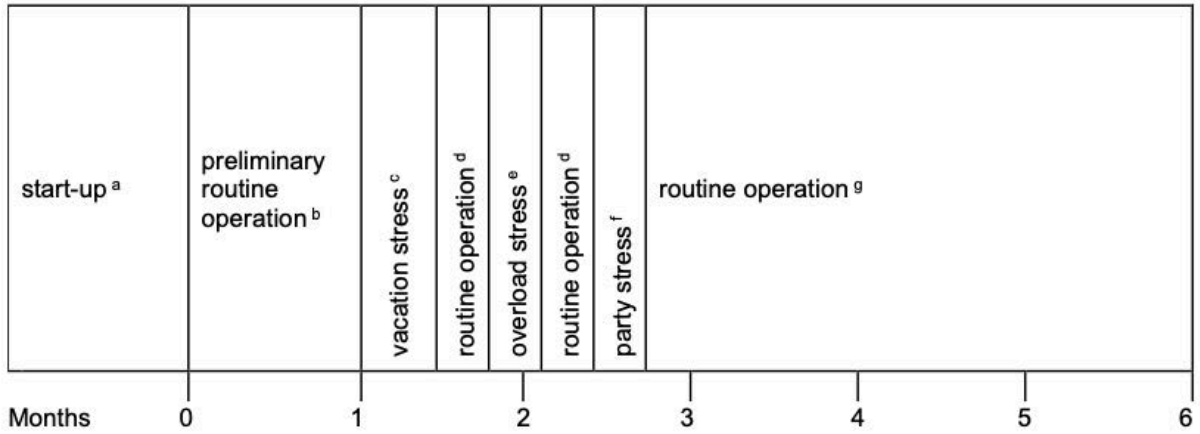 start-up a
preliminary
routine
operation b
vacation stress c
routine operation d
overload stress e
routine operation d
party stress f
routine operation g
Months 0 1 2 3 4 5 6